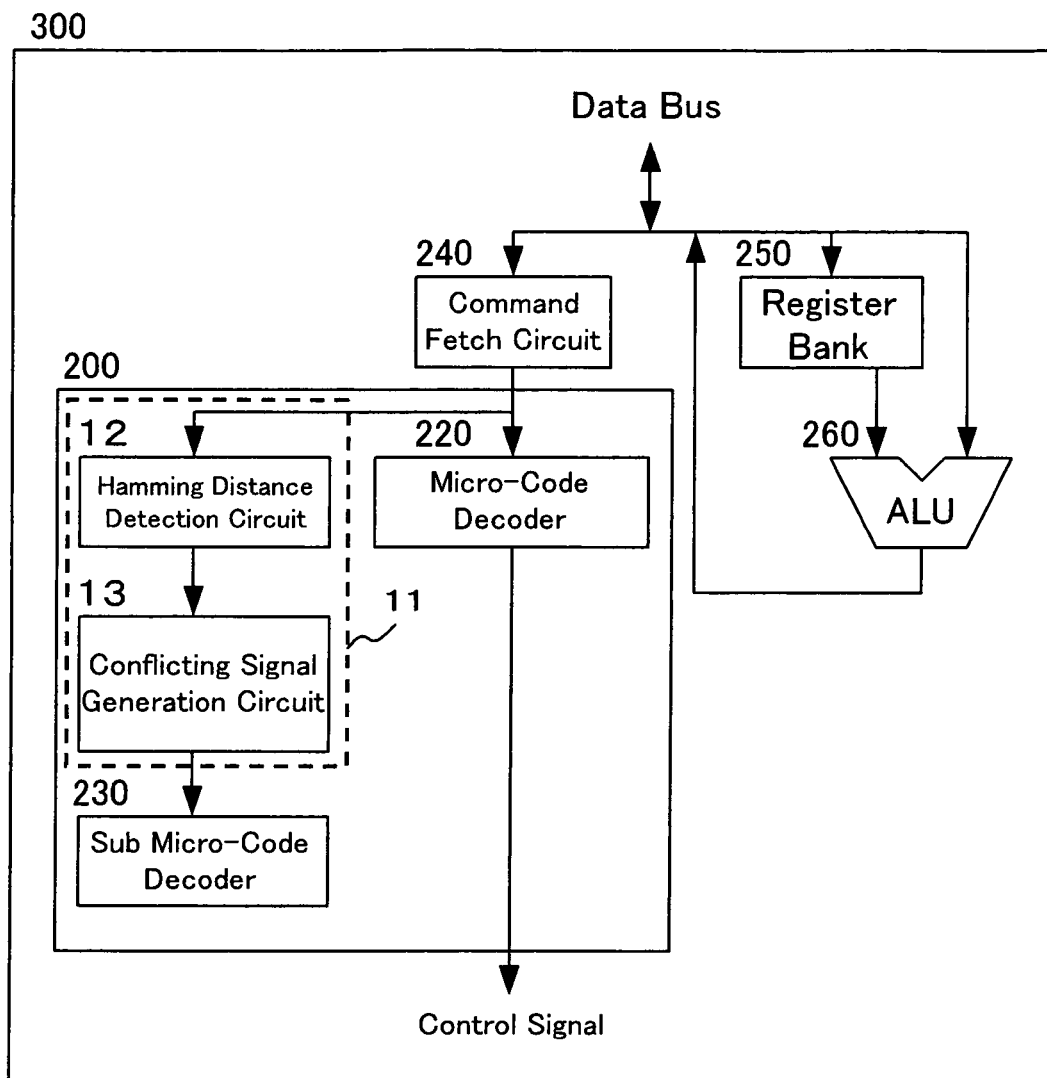 300
Data Bus
240
Command
Fetch Circuit
250
Register
Bank
200
12
Hamming Distance
Detection Circuit
220
Micro-Code
Decoder
260
ALU
13
Conflicting Signal
Generation Circuit
11
230
Sub Micro-Code
Decoder
Control Signal